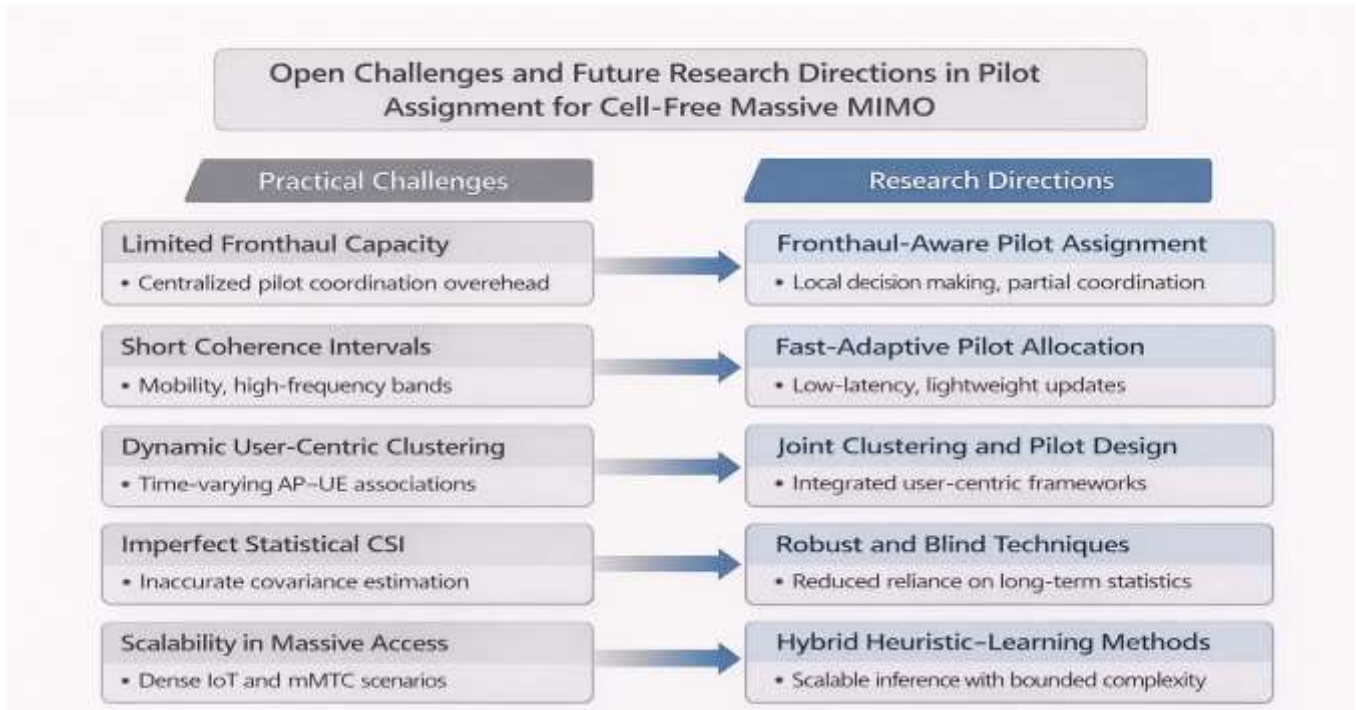 Open Challenges and Future Research Directions in Pilot
Assignment for Cell-Free Massive MIMO
Practical Challenges
Research Directions
Limited Fronthaul Capacity
• Centralized pilot coordination overehead
Fronthaul-Aware Pilot Assignment
• Local decision making, partial coordination
Short Coherence Intervals
• Mobility, high-frequency bands
Fast-Adaptive Pilot Allocation
• Low-latency, lightweight updates
Dynamic User-Centric Clustering
• Time-varying AP–UE associations
Joint Clustering and Pilot Design
• Integrated user-centric frameworks
Imperfect Statistical CSI
• Inaccurate covariance estimation
Robust and Blind Techniques
• Reduced reliance on long-term statistics
Scalability in Massive Access
• Dense IoT and mMTC scenarios
Hybrid Heuristic–Learning Methods
• Scalable inference with bounded complexity